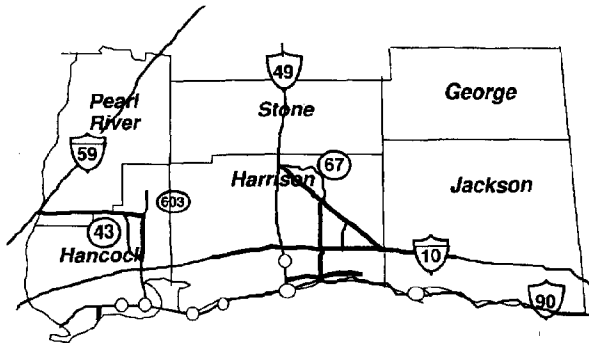 49
Pearl
River
Stone
George
59
67
Harrison
Jackson
603
43
Hancock
10
90